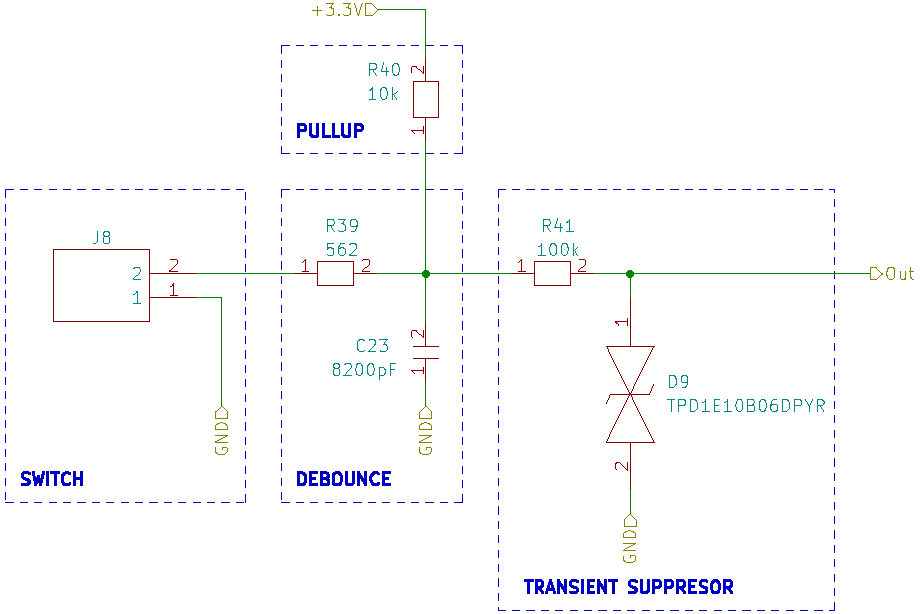 +3.3V
R40
10k
2
1
PULLUP
J8
2
1
2
1
GND
SWITCH
R39
562
1
2
C23
8200pF
2
1
GND
DEBOUNCE
R41
100k
1
2
Out
1
D9
TPD1E10B06DPYR
2
GND
TRANSIENT SUPPRESOR